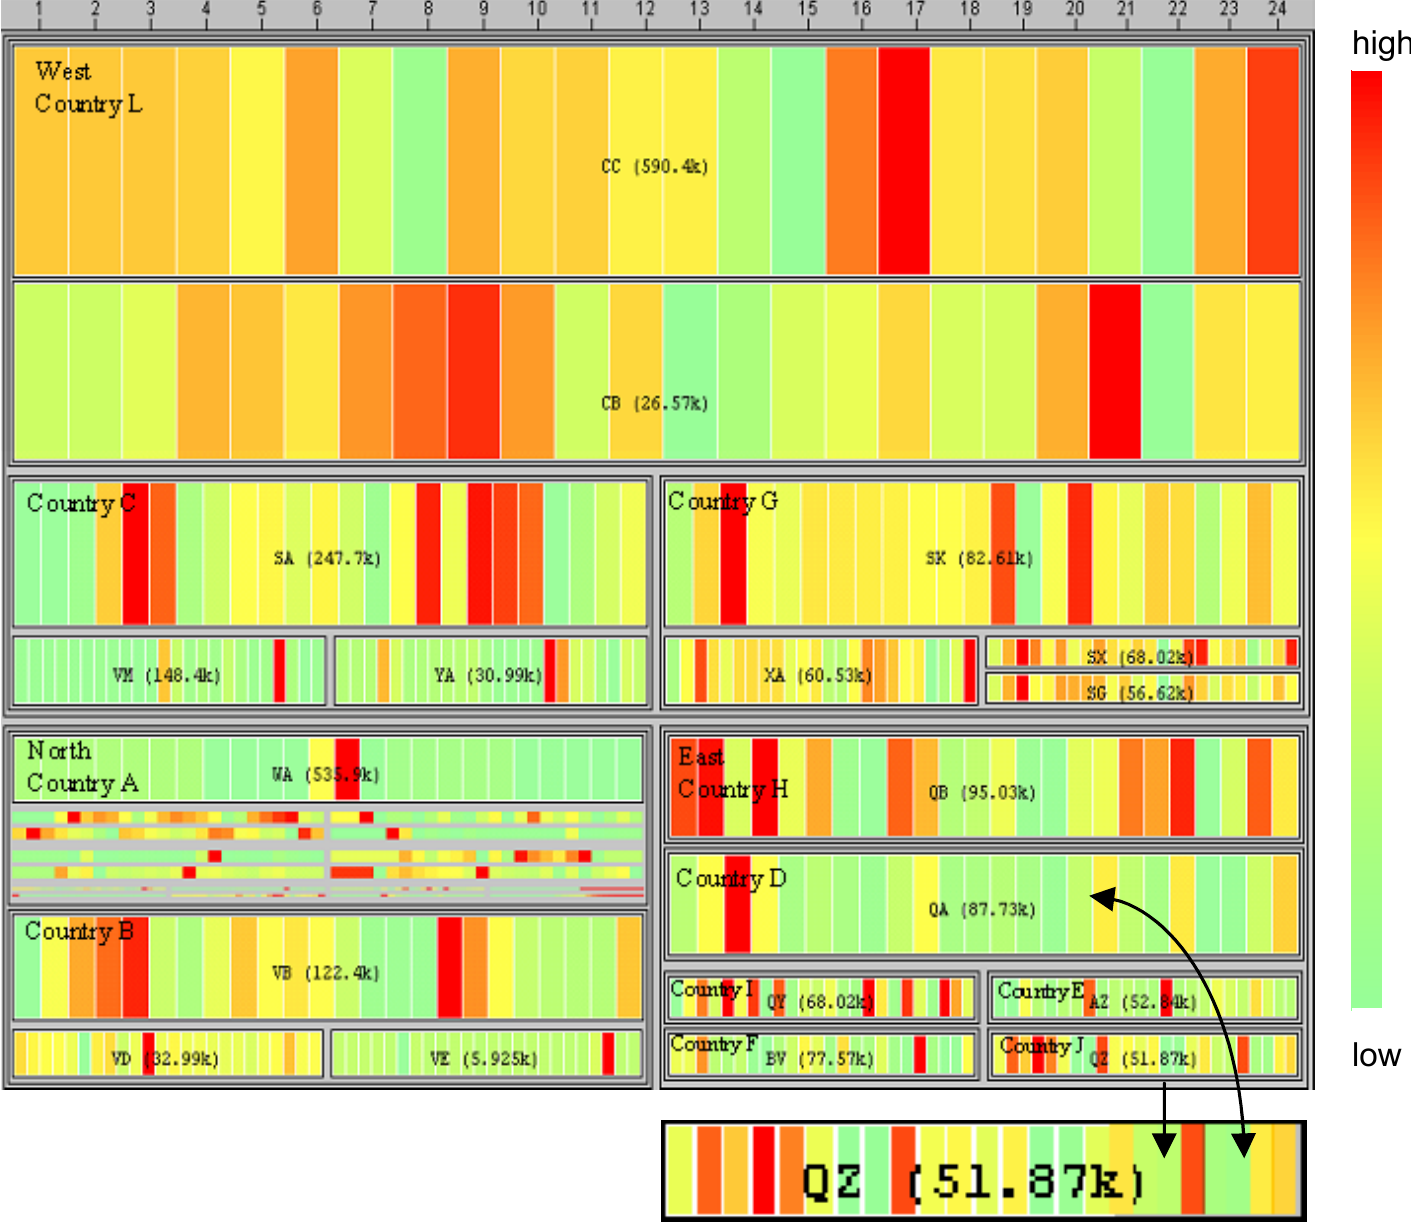 1 2 3 4 5 6 7 8 9 10 11 12 13 14 15 16 17 18 19 20 21 22 23 24
high
West
Country L
CC (590.4k)
CB (26.57k)
Country C
SA (247.7k)
Country G
SK (82.61k)
VM (148.4k)
YA (30.99k)
XA (60.53k)
SX (68.02k)
SG (56.62k)
North
Country A
WA (535.9k)
East
Country H
QB (95.03k)
Country D
QA (87.73k)
Country B
VB (122.4k)
Country I
QY (68.02k)
Country E
AZ (52.84k)
VD (32.99k)
VE (5.925k)
Country F
BV (77.57k)
Country J
QZ (51.87k)
low
QZ (51.87k)